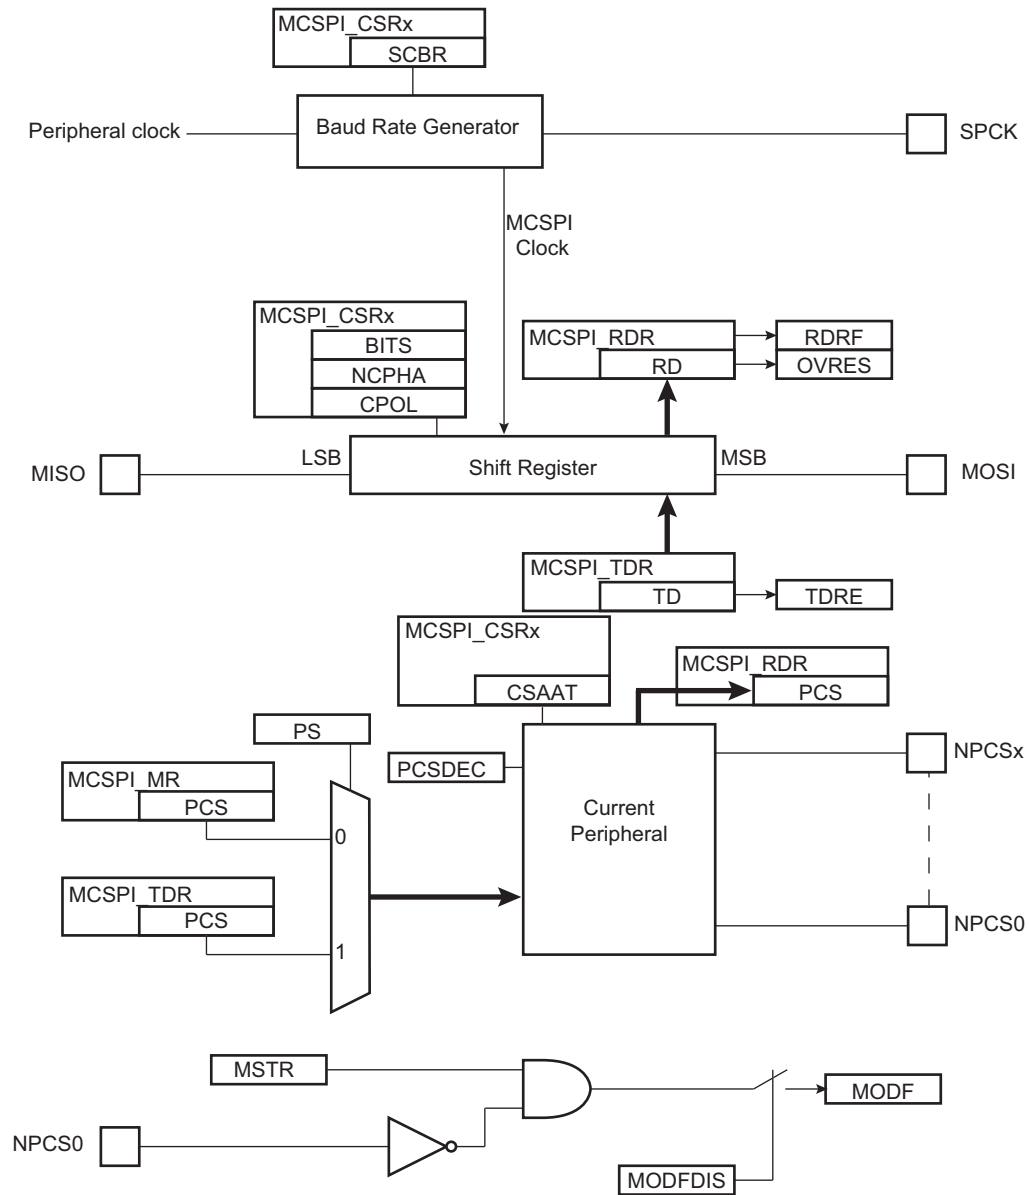 MCSPI_CSRx
SCBR
Peripheral clock
Baud Rate Generator
SPCK
MCSPI
Clock
MCSPI_CSRx
BITS
NCPHA
CPOL
MCSPI_RDR
RD
RDRF
OVRES
MISO
LSB
Shift Register
MSB
MOSI
MCSPI_TDR
TD
TDRE
MCSPI_CSRx
CSAAT
MCSPI_RDR
PCS
PS
PCSDEC
NPCSx
MCSPI_MR
PCS
0
Current
Peripheral
MCSPI_TDR
PCS
1
NPCS0
MSTR
MODF
NPCS0
MODFDIS